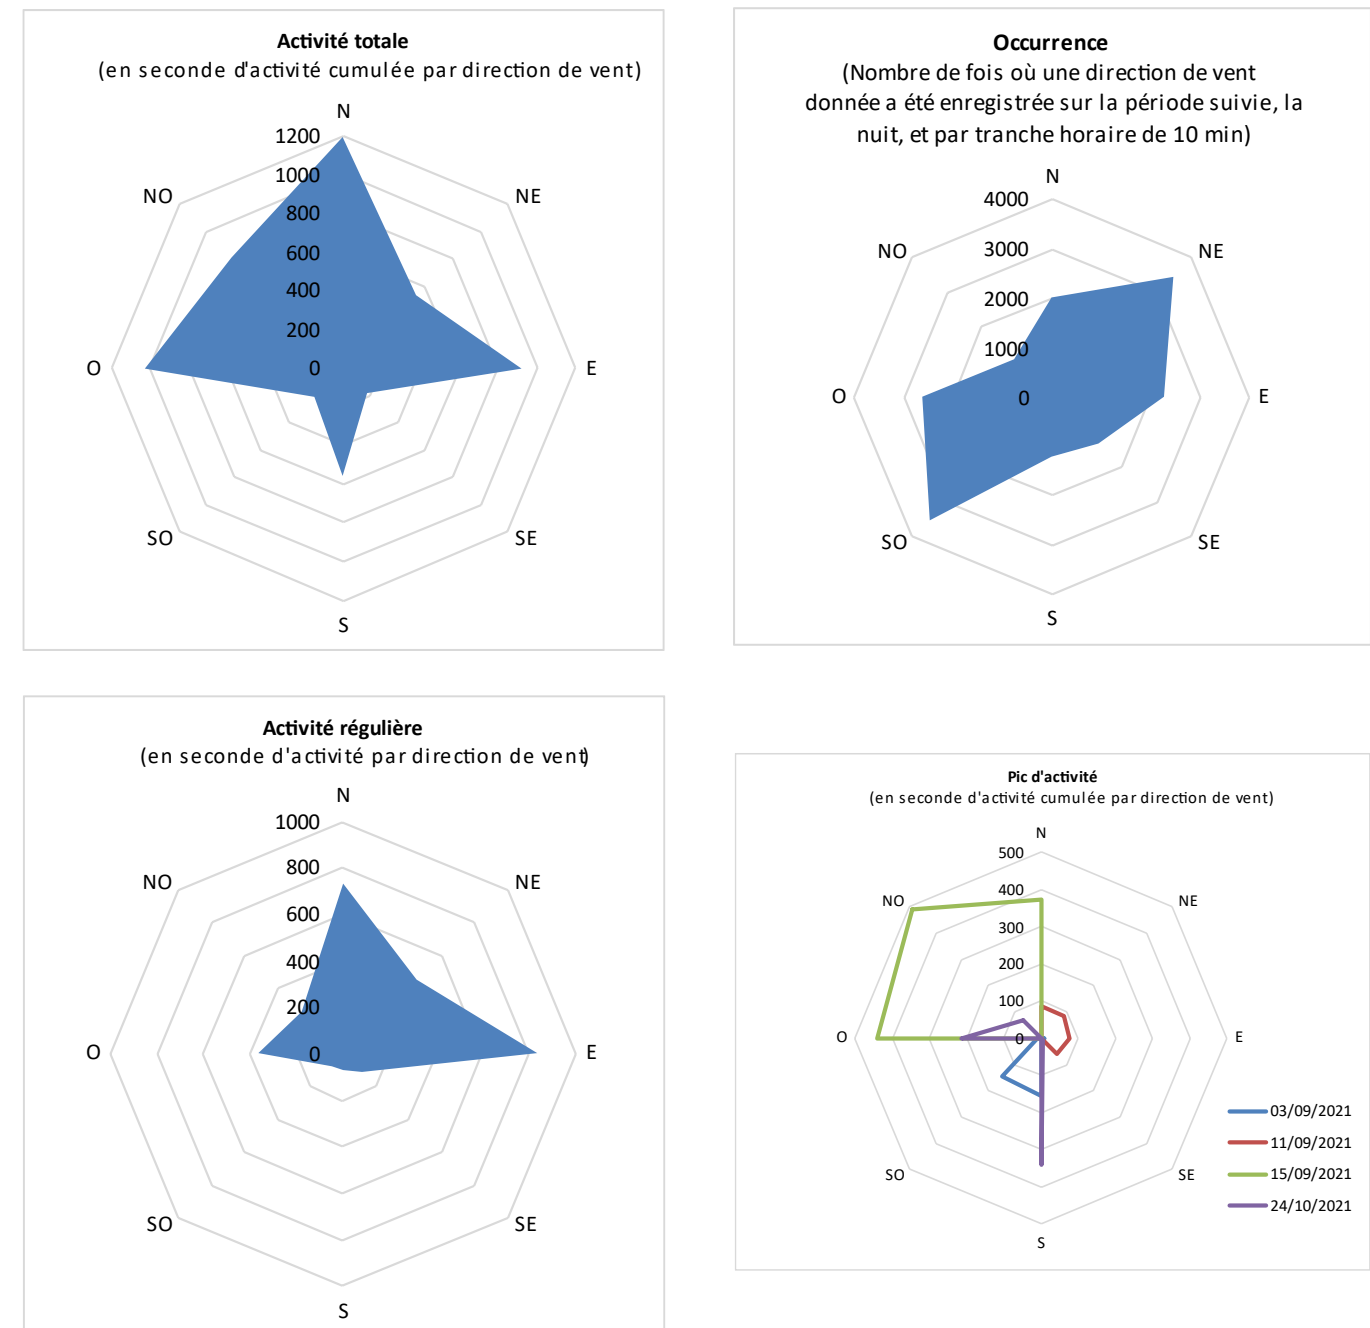 Activité totale
(en seconde d'activité cumulée par direction de vent)
N
1200
1000
800
600
400
200
0
NO
NE
O
E
SO
SE
S
Occurrence
(Nombre de fois où une direction de vent
donnée a été enregistrée sur la période suivie, la
nuit, et par tranche horaire de 10 min)
N
4000
3000
2000
1000
0
NO
NE
O
E
SO
SE
S
Activité régulière
(en seconde d'activité par direction de vent)
N
1000
800
600
400
200
0
NO
NE
O
E
SO
SE
S
Pic d'activité
(en seconde d'activité cumulée par direction de vent)
N
500
400
300
200
100
0
NO
NE
O
E
SO
SE
S
03/09/2021
11/09/2021
15/09/2021
24/10/2021